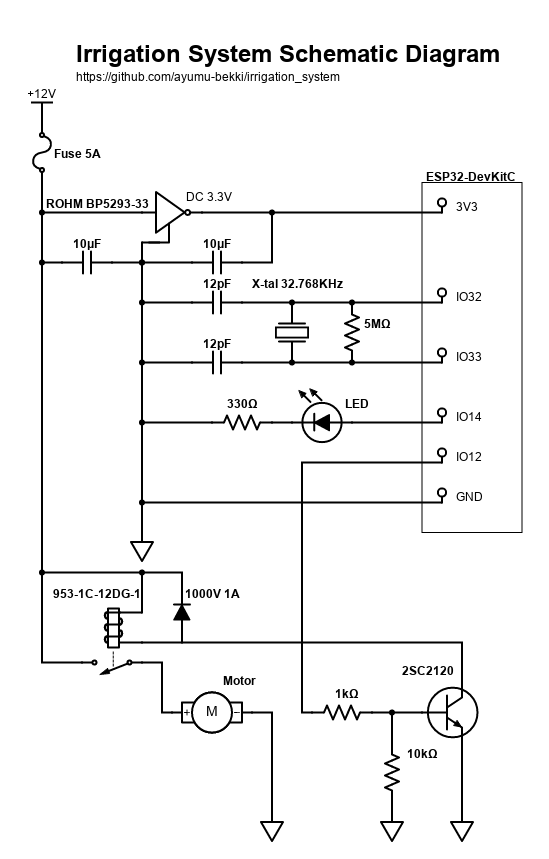 Irrigation System Schematic Diagram
https://github.com/ayumu-bekki/irrigation_system
+12V
Fuse 5A
ESP32-DevKitC
ROHM BP5293-33
DC 3.3V
3V3
10µF
10µF
12pF
X-tal 32.768KHz
IO32
5MΩ
12pF
IO33
330Ω
LED
IO14
IO12
GND
953-1C-12DG-1
1000V 1A
2SC2120
Motor
+
M
−
1kΩ
10kΩ